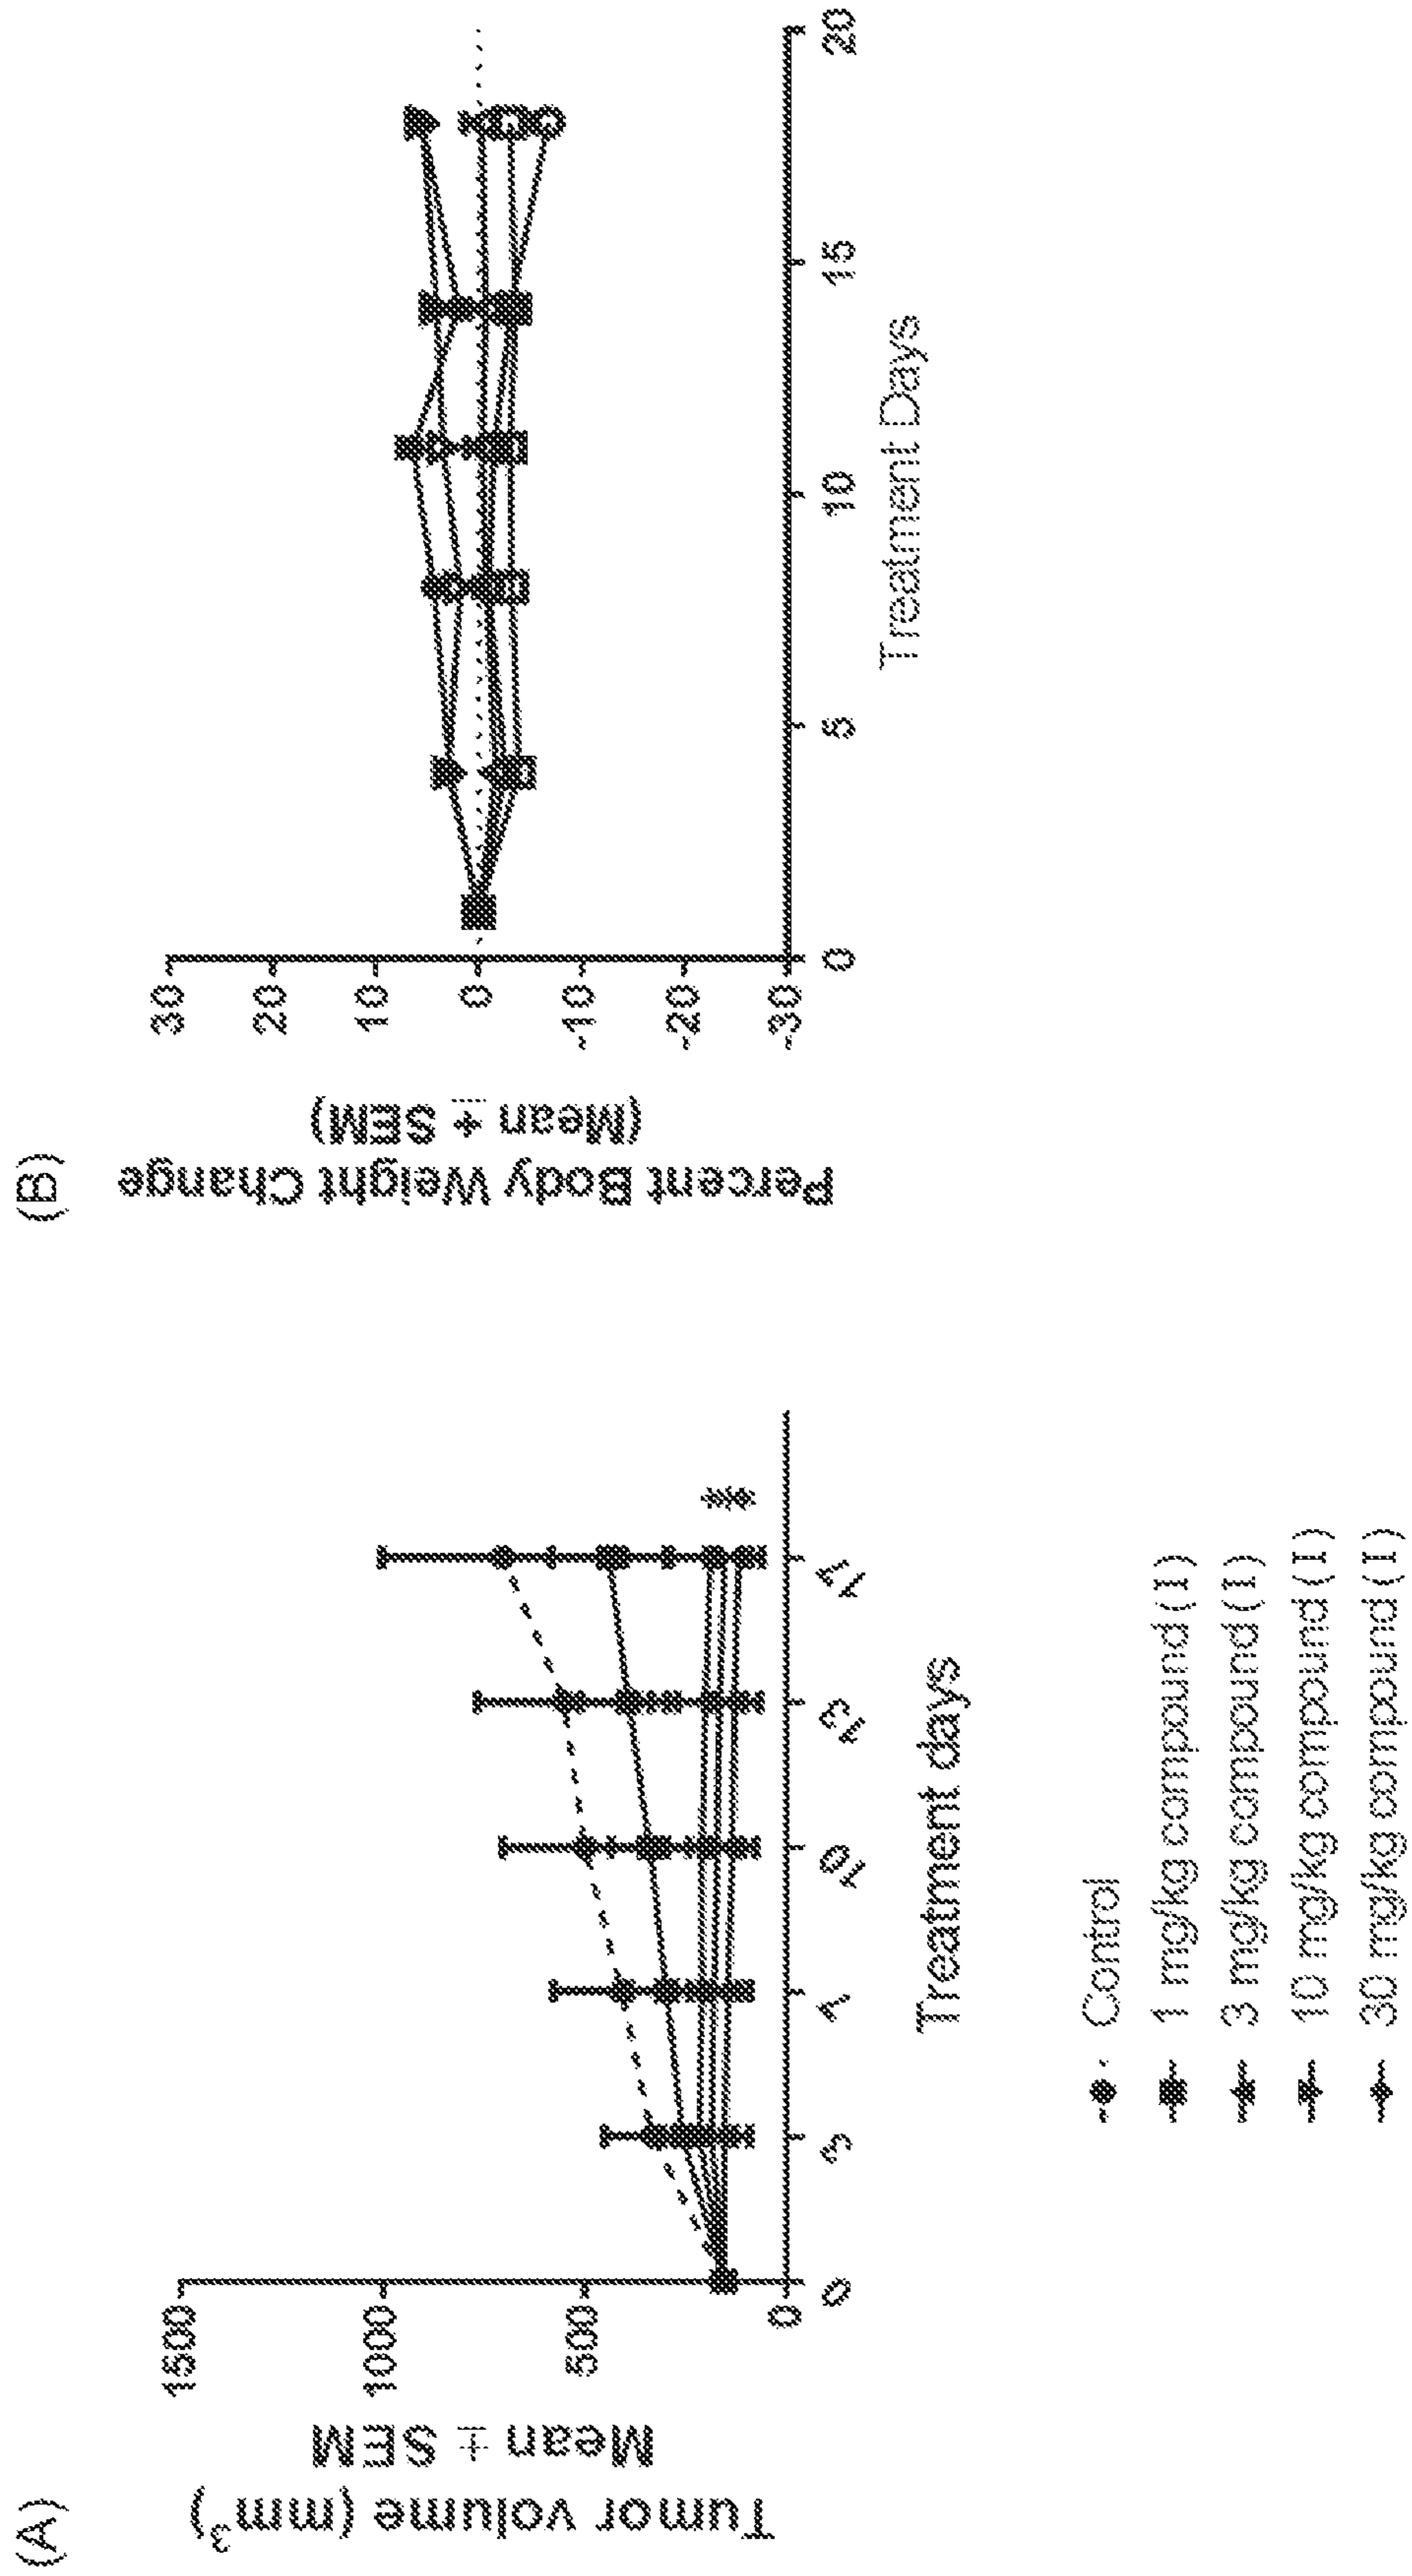 (A)
Tumor volume (mm³)
Mean ± SEM
1500
1000
500
0
0
5
7
10
13
17
Treatment days
Control
1 mg/kg compound (I)
3 mg/kg compound (I)
10 mg/kg compound (I)
30 mg/kg compound (I)
(B)
Percent Body Weight Change
(Mean ± SEM)
30
20
10
0
-10
-20
-30
0
5
10
15
20
Treatment Days